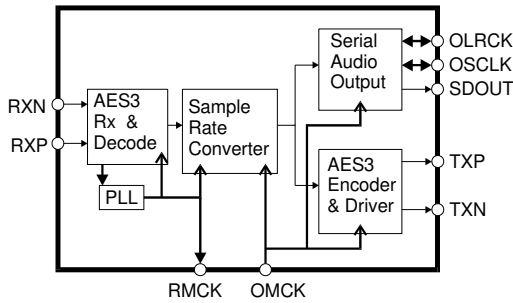 RXN
RXP
AES3
Rx &
Decode
PLL
Sample
Rate
Converter
Serial
Audio
Output
AES3
Encoder
& Driver
OLRCK
OSCLK
SDOUT
TXP
TXN
RMCK
OMCK